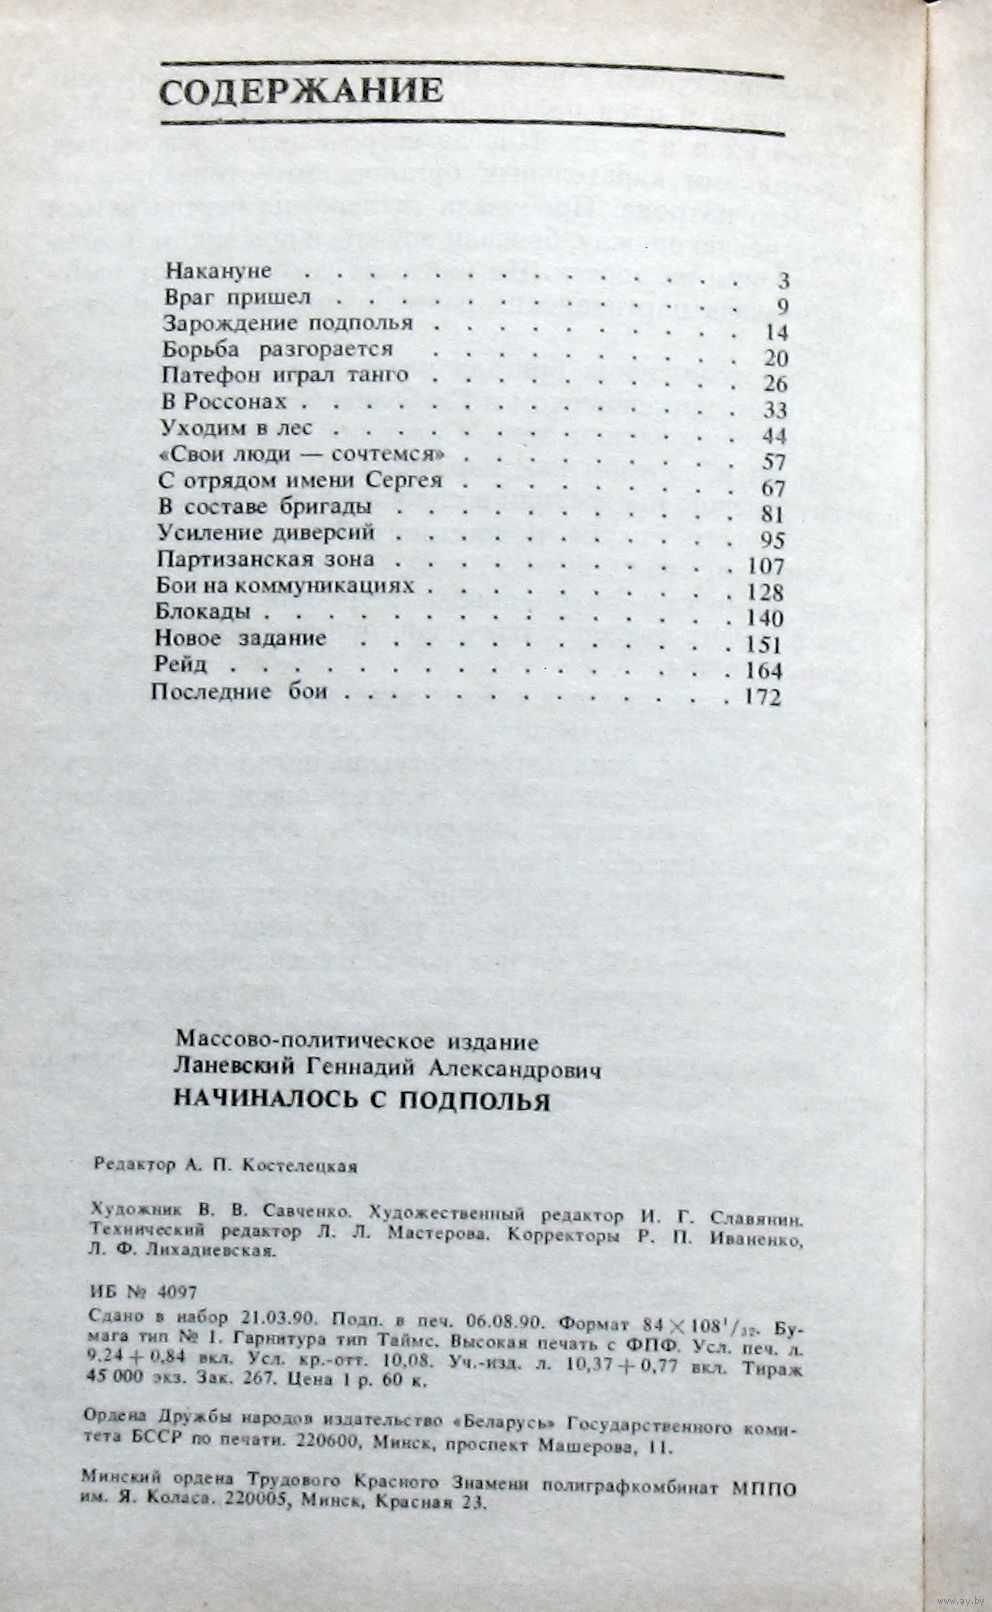 СОДЕРЖАНИЕ
Накануне . . . . . . . . . . . . . . 3
Враг пришел . . . . . . . . . . . . . 9
Зарождение подполья . . . . . . . . . . 14
Борьба разгорается . . . . . . . . . . 20
Патефон играл танго . . . . . . . . . . 26
В Россонах . . . . . . . . . . . . . . 33
Уходим в лес . . . . . . . . . . . . . 44
«Свои люди — сочтемся» . . . . . . . . . 57
С отрядом имени Сергея . . . . . . . . . 67
В составе бригады . . . . . . . . . . . 81
Усиление диверсий . . . . . . . . . . . 95
Партизанская зона . . . . . . . . . . . 107
Бои на коммуникациях . . . . . . . . . . 128
Блокады . . . . . . . . . . . . . . . 140
Новое задание . . . . . . . . . . . . 151
Рейд . . . . . . . . . . . . . . . . 164
Последние бои . . . . . . . . . . . . . 172
Массово-политическое издание
Ланевский Геннадий Александрович
НАЧИНАЛОСЬ С ПОДПОЛЬЯ
Редактор А. П. Костелецкая
Художник В. В. Савченко. Художественный редактор И. Г. Славянин.
Технический редактор Л. Л. Мастерова. Корректоры Р. П. Иваненко,
Л. Ф. Лихадиевская.
ИБ № 4097
Сдано в набор 21.03.90. Подп. в печ. 06.08.90. Формат 84×108¹/₃₂. Бу-
мага тип № 1. Гарнитура тип Таймс. Высокая печать с ФПФ. Усл. печ. л.
9,24+0,84 вкл. Усл. кр.-отт. 10,08. Уч.-изд. л. 10,37+0,77 вкл. Тираж
45 000 экз. Зак. 267. Цена 1 р. 60 к.
Ордена Дружбы народов издательство «Беларусь» Государственного коми-
тета БССР по печати. 220600, Минск, проспект Машерова, 11.
Минский ордена Трудового Красного Знамени полиграфкомбинат МППО
им. Я. Коласа. 220005, Минск, Красная 23.
www.ay.by